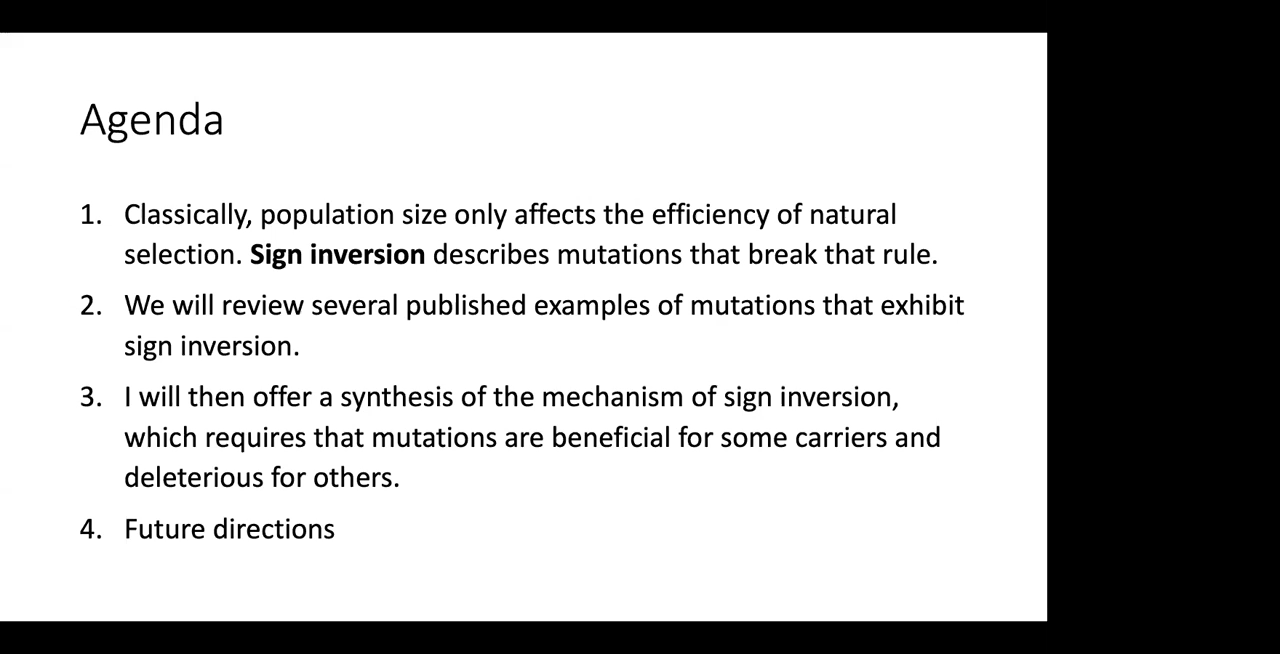 Agenda
1. Classically, population size only affects the efficiency of natural
selection. Sign inversion describes mutations that break that rule.
2. We will review several published examples of mutations that exhibit
sign inversion.
3. I will then offer a synthesis of the mechanism of sign inversion,
which requires that mutations are beneficial for some carriers and
deleterious for others.
4. Future directions